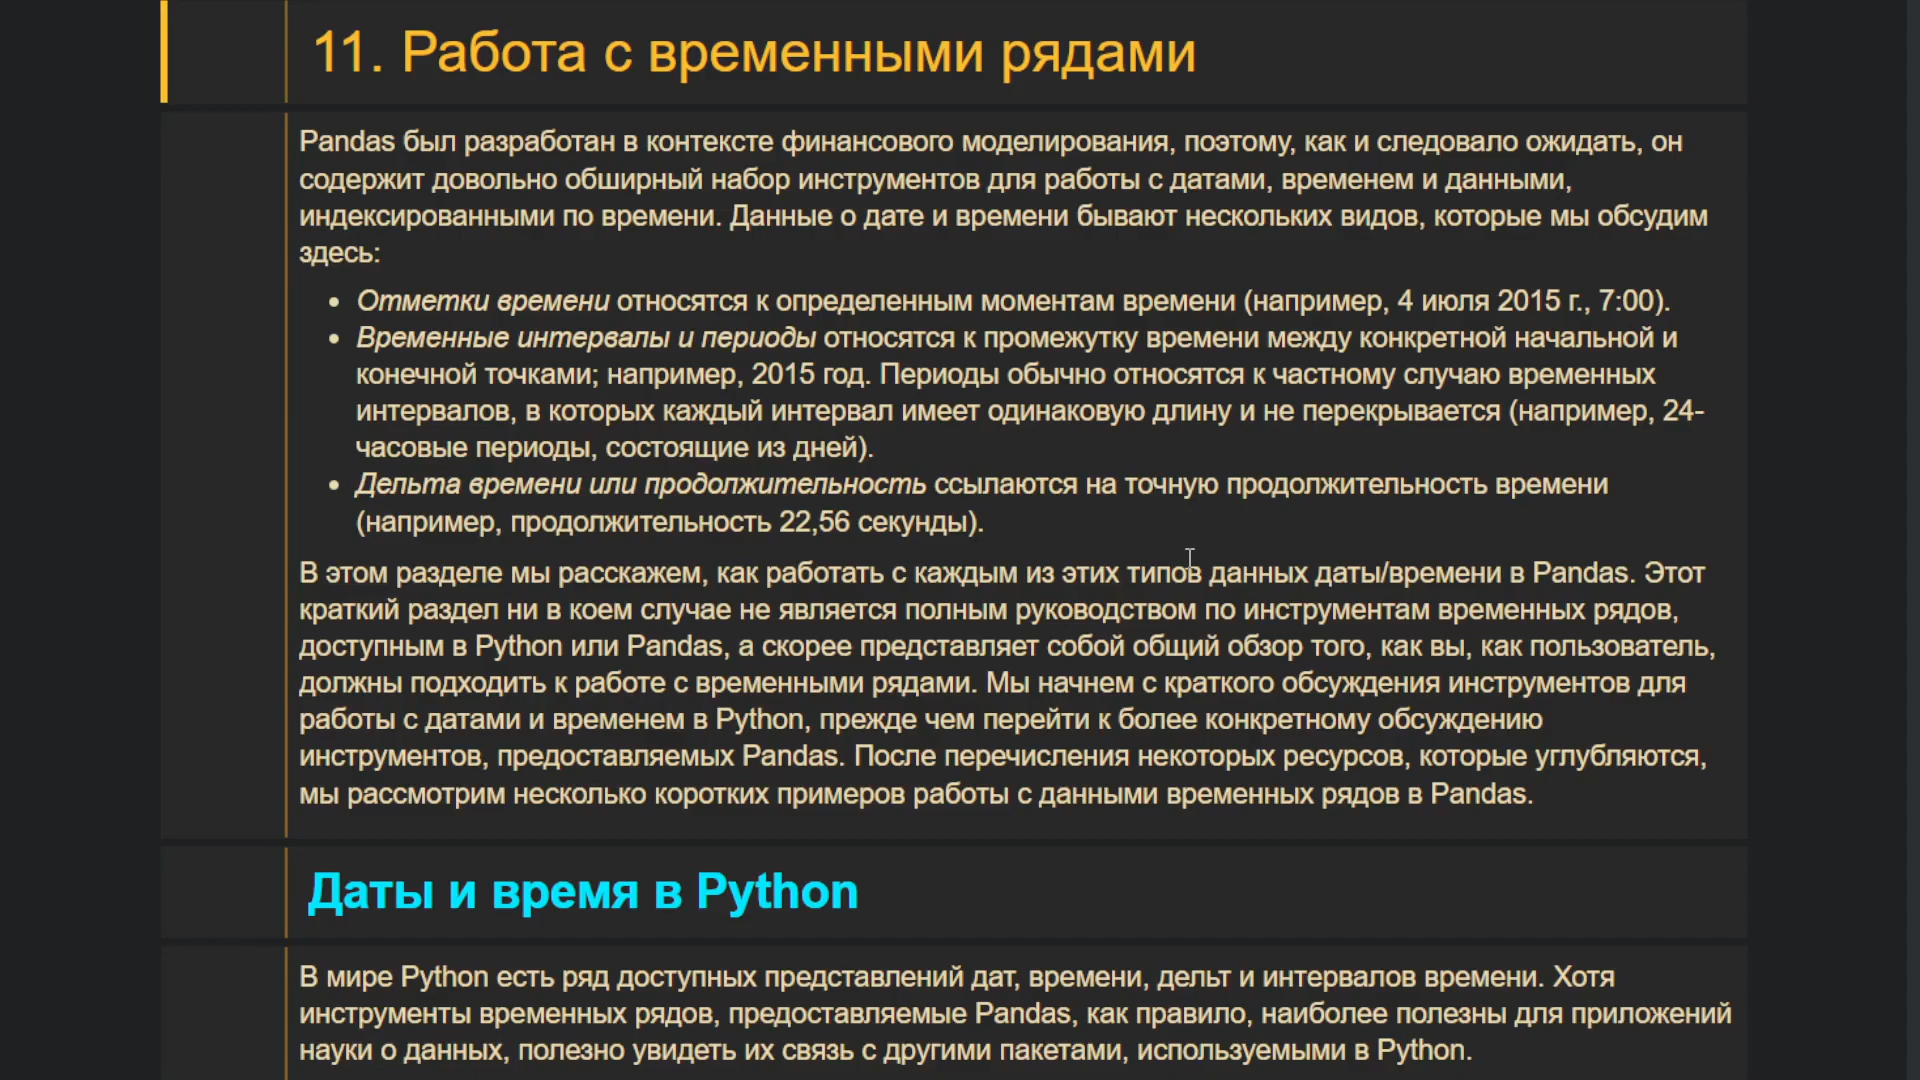 11. Работа с временными рядами
Pandas был разработан в контексте финансового моделирования, поэтому, как и следовало ожидать, он
содержит довольно обширный набор инструментов для работы с датами, временем и данными,
индексированными по времени. Данные о дате и времени бывают нескольких видов, которые мы обсудим
здесь:
• Отметки времени относятся к определенным моментам времени (например, 4 июля 2015 г., 7:00).
• Временные интервалы и периоды относятся к промежутку времени между конкретной начальной и
конечной точками; например, 2015 год. Периоды обычно относятся к частному случаю временных
интервалов, в которых каждый интервал имеет одинаковую длину и не перекрывается (например, 24-
часовые периоды, состоящие из дней).
• Дельта времени или продолжительность ссылаются на точную продолжительность времени
(например, продолжительность 22,56 секунды).
В этом разделе мы расскажем, как работать с каждым из этих типов данных даты/времени в Pandas. Этот
краткий раздел ни в коем случае не является полным руководством по инструментам временных рядов,
доступным в Python или Pandas, а скорее представляет собой общий обзор того, как вы, как пользователь,
должны подходить к работе с временными рядами. Мы начнем с краткого обсуждения инструментов для
работы с датами и временем в Python, прежде чем перейти к более конкретному обсуждению
инструментов, предоставляемых Pandas. После перечисления некоторых ресурсов, которые углубляются,
мы рассмотрим несколько коротких примеров работы с данными временных рядов в Pandas.
Даты и время в Python
В мире Python есть ряд доступных представлений дат, времени, дельт и интервалов времени. Хотя
инструменты временных рядов, предоставляемые Pandas, как правило, наиболее полезны для приложений
науки о данных, полезно увидеть их связь с другими пакетами, используемыми в Python.